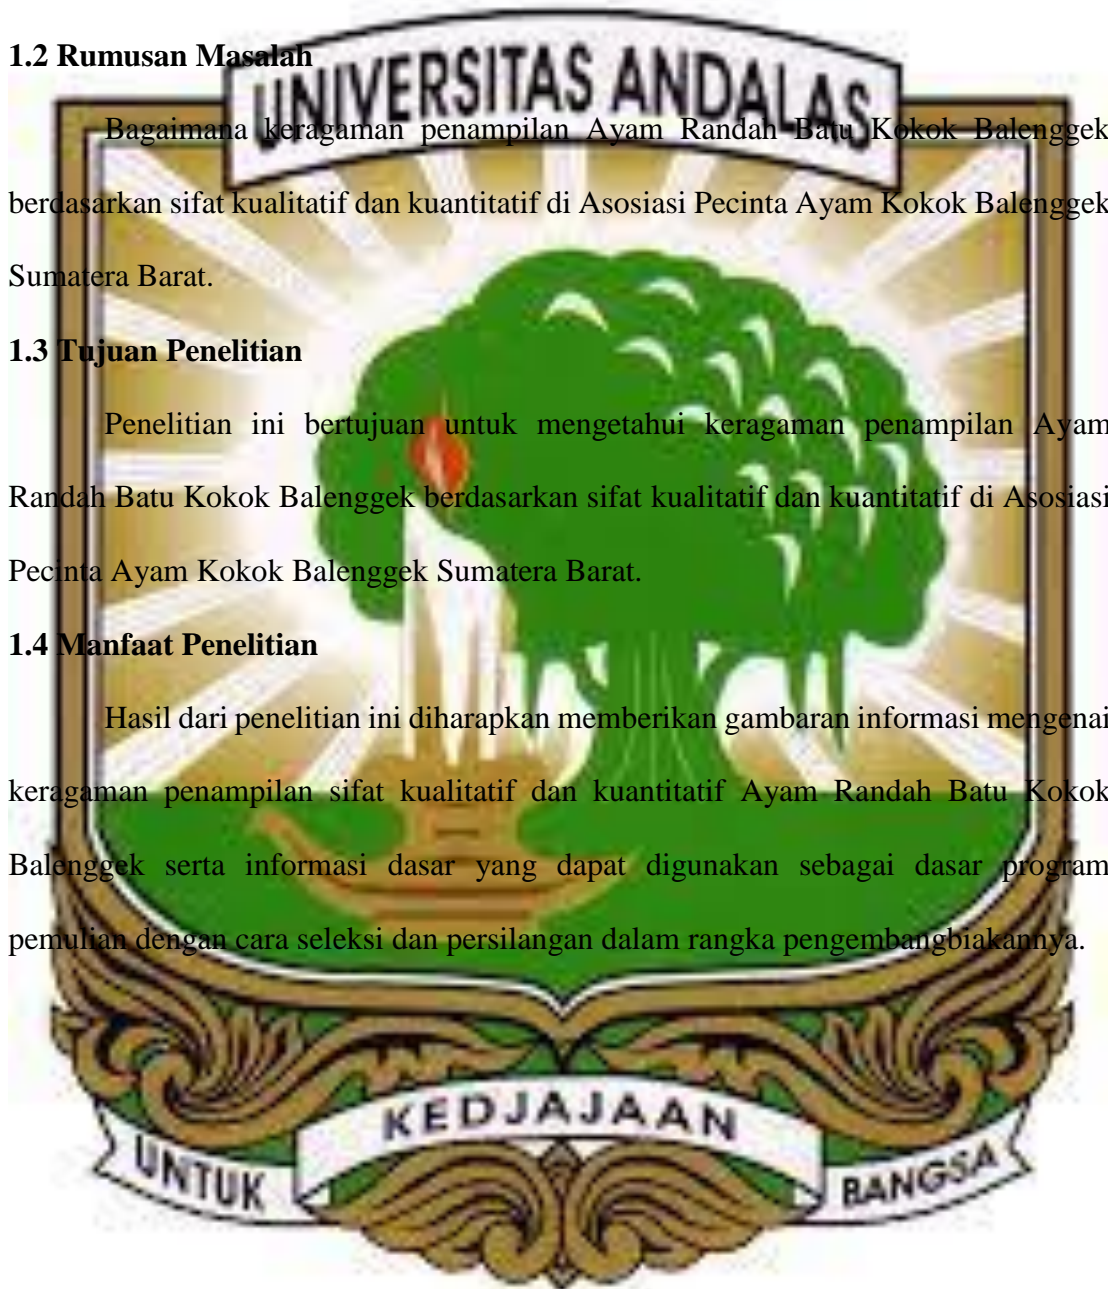 UNIVERSITAS ANDALAS
1.2 Rumusan Masalah
Bagaimana keragaman penampilan Ayam Randah Batu Kokok Balenggek
berdasarkan sifat kualitatif dan kuantitatif di Asosiasi Pecinta Ayam Kokok Balenggek
Sumatera Barat.
1.3 Tujuan Penelitian
Penelitian ini bertujuan untuk mengetahui keragaman penampilan Ayam
Randah Batu Kokok Balenggek berdasarkan sifat kualitatif dan kuantitatif di Asosiasi
Pecinta Ayam Kokok Balenggek Sumatera Barat.
1.4 Manfaat Penelitian
Hasil dari penelitian ini diharapkan memberikan gambaran informasi mengenai
keragaman penampilan sifat kualitatif dan kuantitatif Ayam Randah Batu Kokok
Balenggek serta informasi dasar yang dapat digunakan sebagai dasar program
pemulian dengan cara seleksi dan persilangan dalam rangka pengembangbiakannya.
UNTUK KEDJAJAAN BANGSA